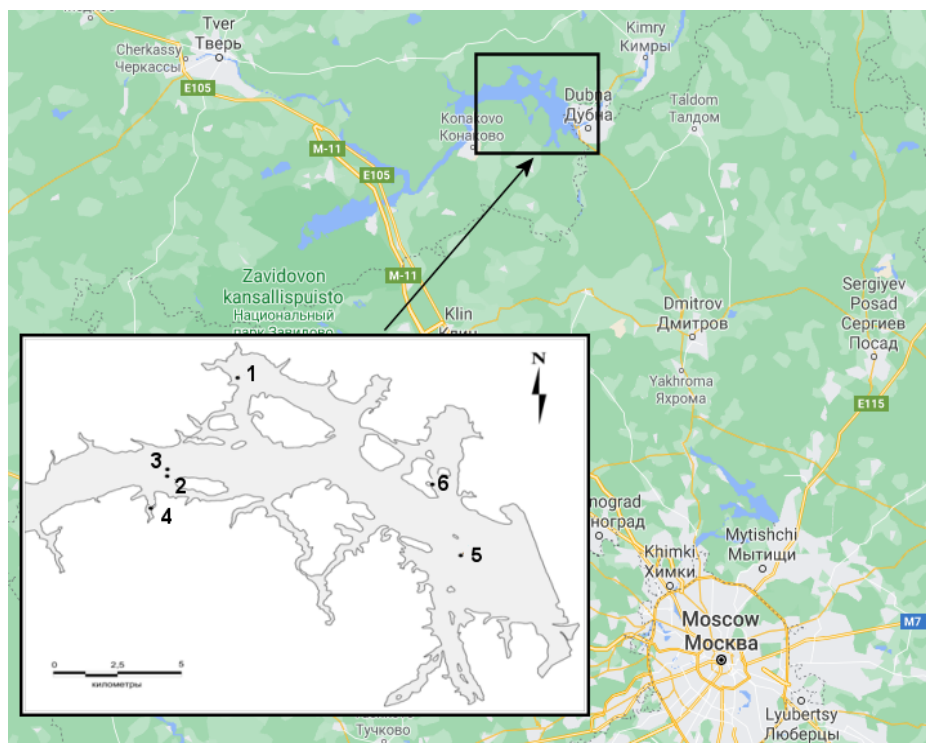 Tver
Тверь
Cherkassy
Черкассы
E105
Kimry
Кимры
Dubna
Дубна
Taldom
Талдом
Konakovo
Конаково
M-11
E105
M-11
Zavidovon
kansallispuisto
Национальный
парк Завидово
Klin
Dmitrov
Дмитров
Sergiyev
Posad
Сергиев
Посад
Yakhroma
Яхрома
E115
N
1
3
2
4
6
5
0 2,5 5
километры
nograd
ноград
Khimki
Химки
Mytishchi
Мытищи
Moscow
Москва
M7
Lyubertsy
Люберцы
Тучково